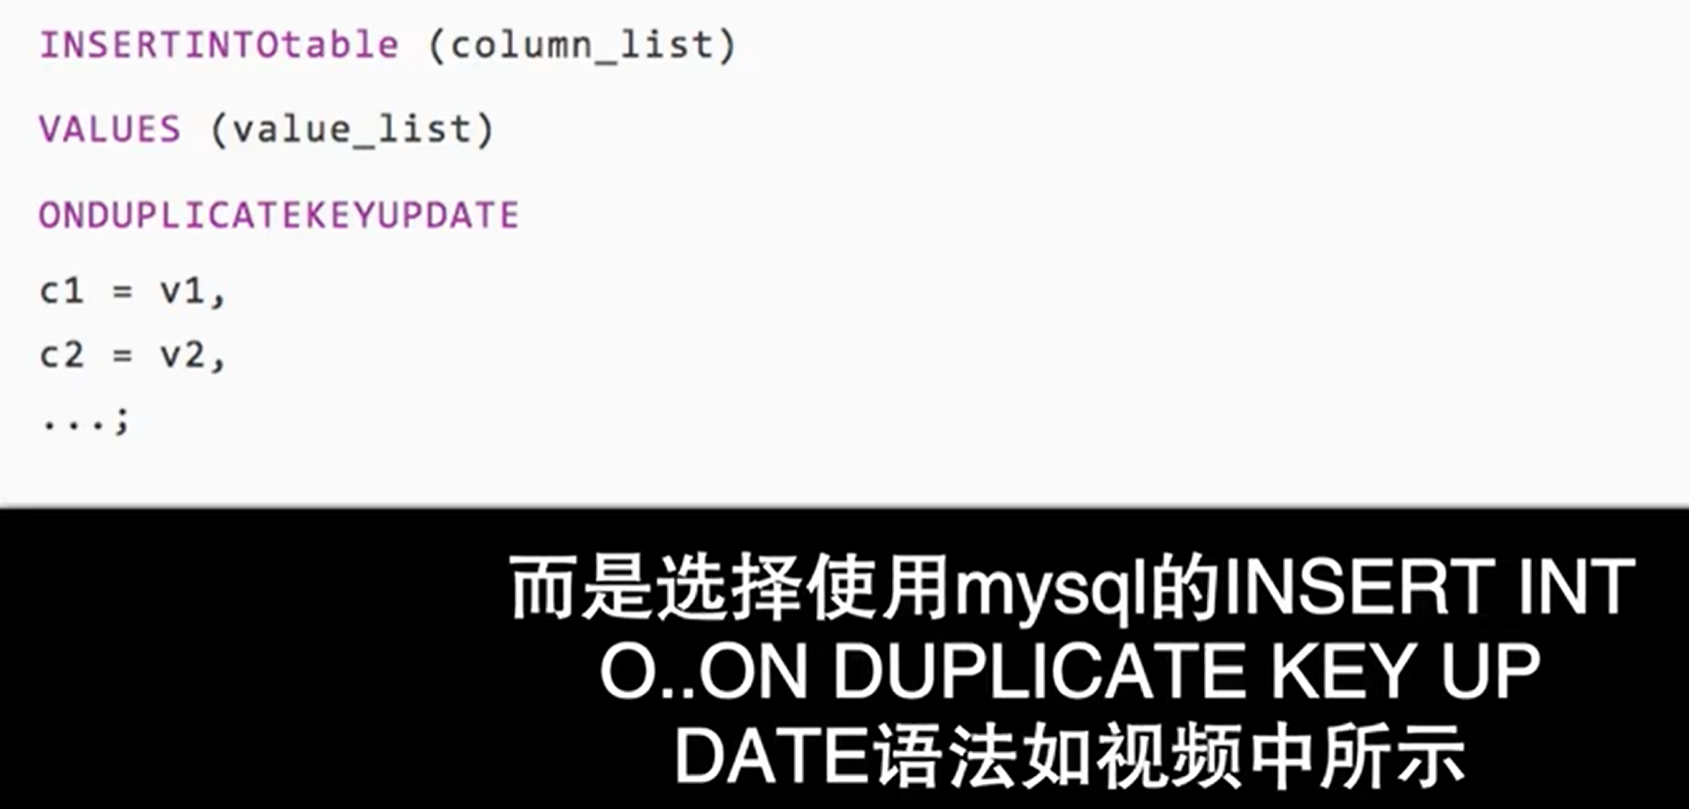 INSERTINTOtable (column_list)
VALUES (value_list)
ONDUPLICATEKEYUPDATE
c1 = v1,
c2 = v2,
...;
而是选择使用mysql的INSERT INT
O..ON DUPLICATE KEY UP
DATE语法如视频中所示